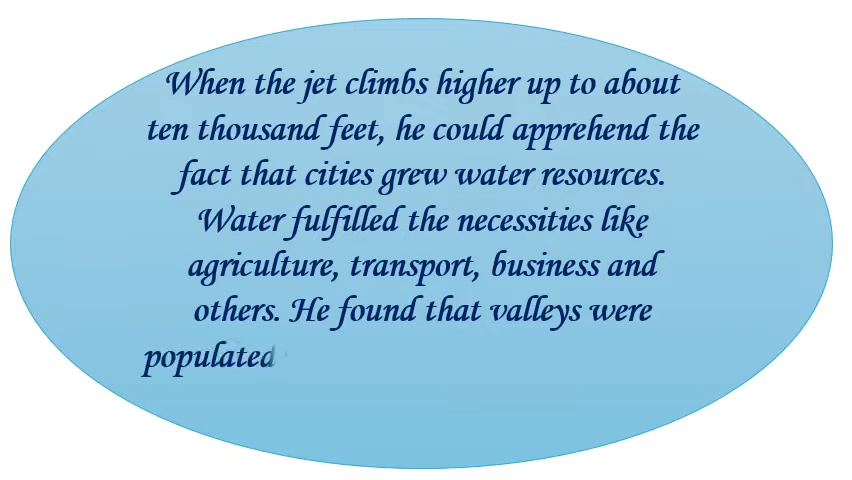 When the jet climbs higher up to about
ten thousand feet, he could apprehend the
fact that cities grew water resources.
Water fulfilled the necessities like
agriculture, transport, business and
others. He found that valleys were
populated